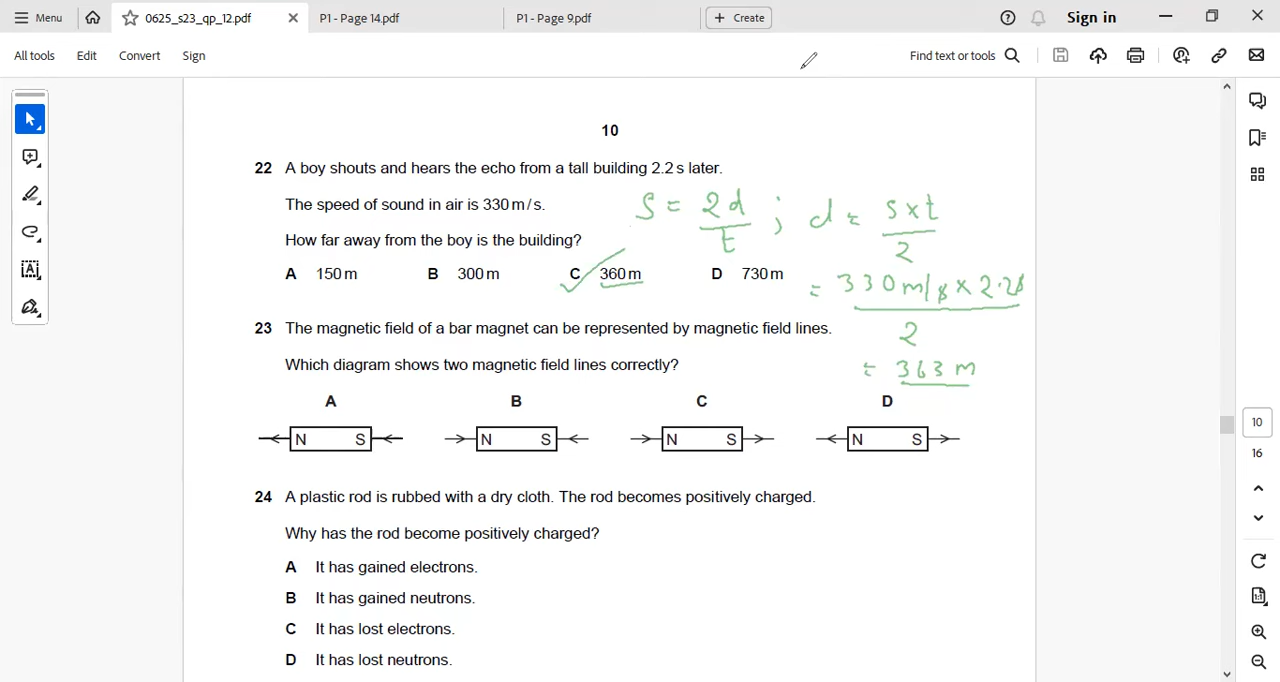 Menu
0625_s23_qp_12.pdf
P1 - Page 14.pdf
P1 - Page 9.pdf
Create
Sign in
All tools
Edit
Convert
Sign
Find text or tools
10
22 A boy shouts and hears the echo from a tall building 2.2 s later.
The speed of sound in air is 330 m / s.
How far away from the boy is the building?
A 150 m B 300 m C 360 m D 730 m
S = 2d / t ; d = s x t / 2
= 330 m/s x 2.2s / 2
= 363 m
23 The magnetic field of a bar magnet can be represented by magnetic field lines.
Which diagram shows two magnetic field lines correctly?
A B C D
N S N S N S N S
24 A plastic rod is rubbed with a dry cloth. The rod becomes positively charged.
Why has the rod become positively charged?
A It has gained electrons.
B It has gained neutrons.
C It has lost electrons.
D It has lost neutrons.
10
16
1:1